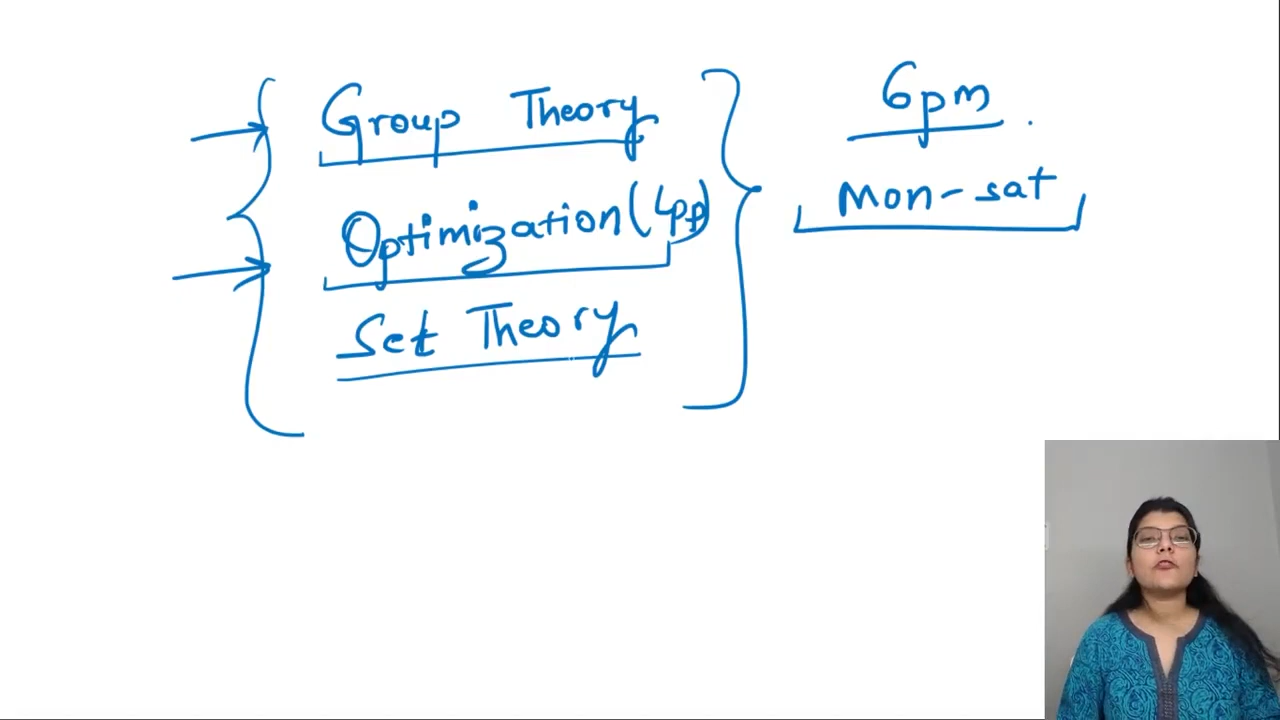 Group Theory
Optimization (LPP)
Set Theory
6pm
Mon-sat